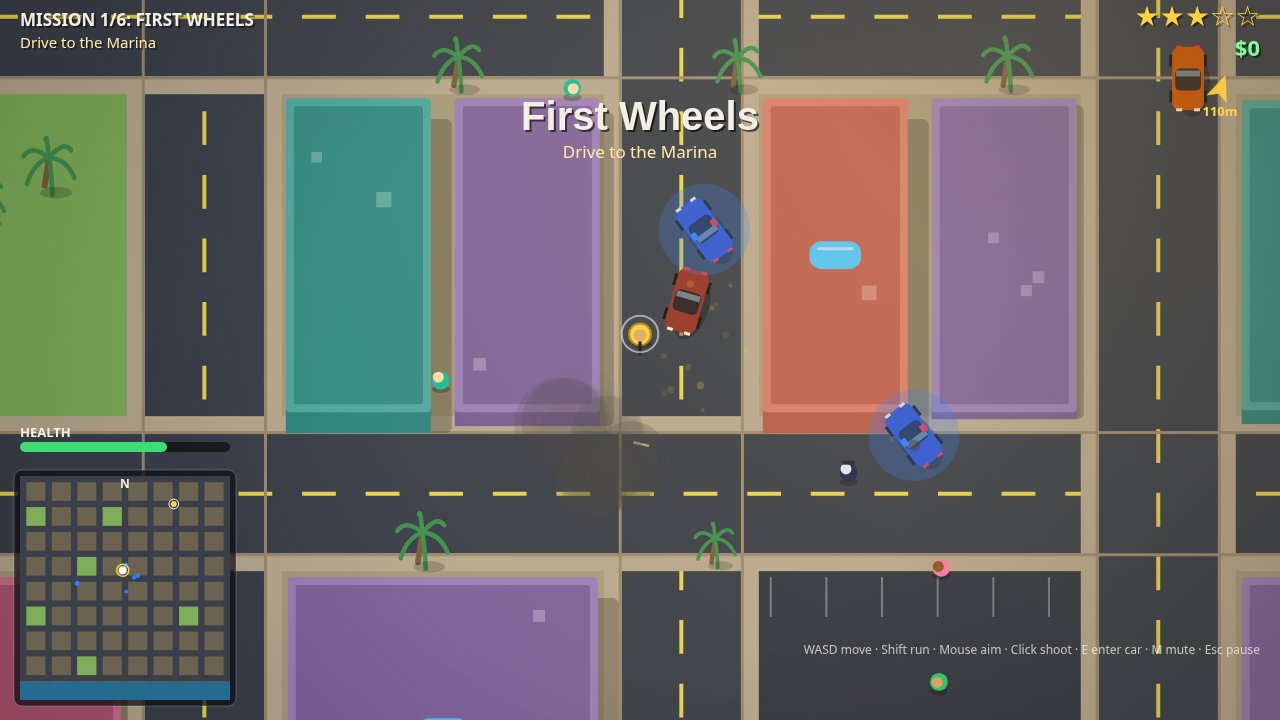 MISSION 1/6: FIRST WHEELS
Drive to the Marina
★★★☆☆
$0
110m
First Wheels
Drive to the Marina
HEALTH
N
WASD move · Shift run · Mouse aim · Click shoot · E enter car · M mute · Esc pause